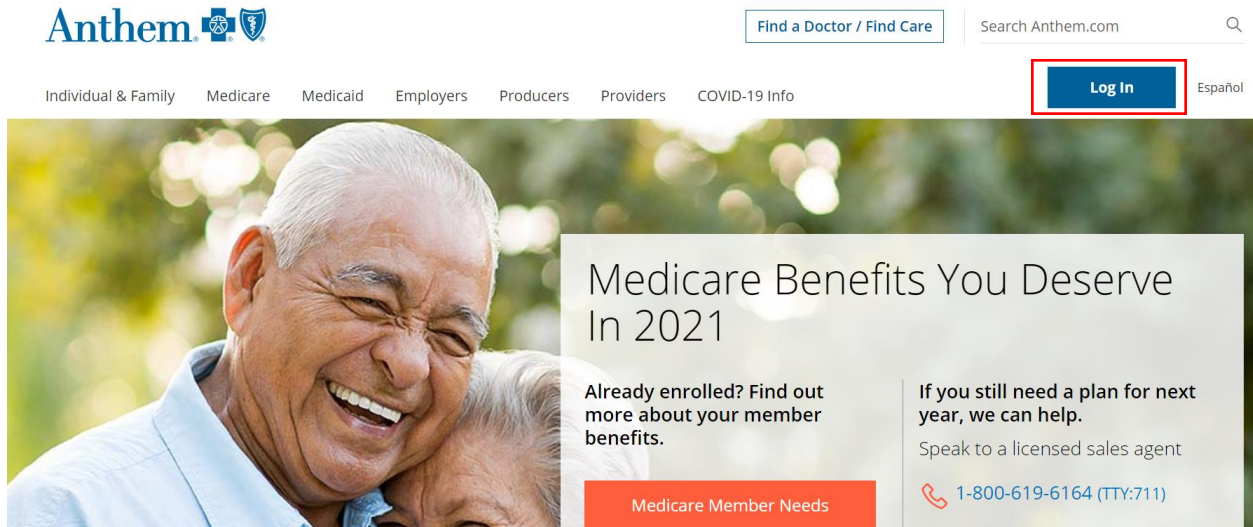 Anthem
Find a Doctor / Find Care
Search Anthem.com
Individual & Family
Medicare
Medicaid
Employers
Producers
Providers
COVID-19 Info
Log In
Español
Medicare Benefits You Deserve
In 2021
Already enrolled? Find out
more about your member
benefits.
Medicare Member Needs
If you still need a plan for next
year, we can help.
Speak to a licensed sales agent
1-800-619-6164 (TTY:711)